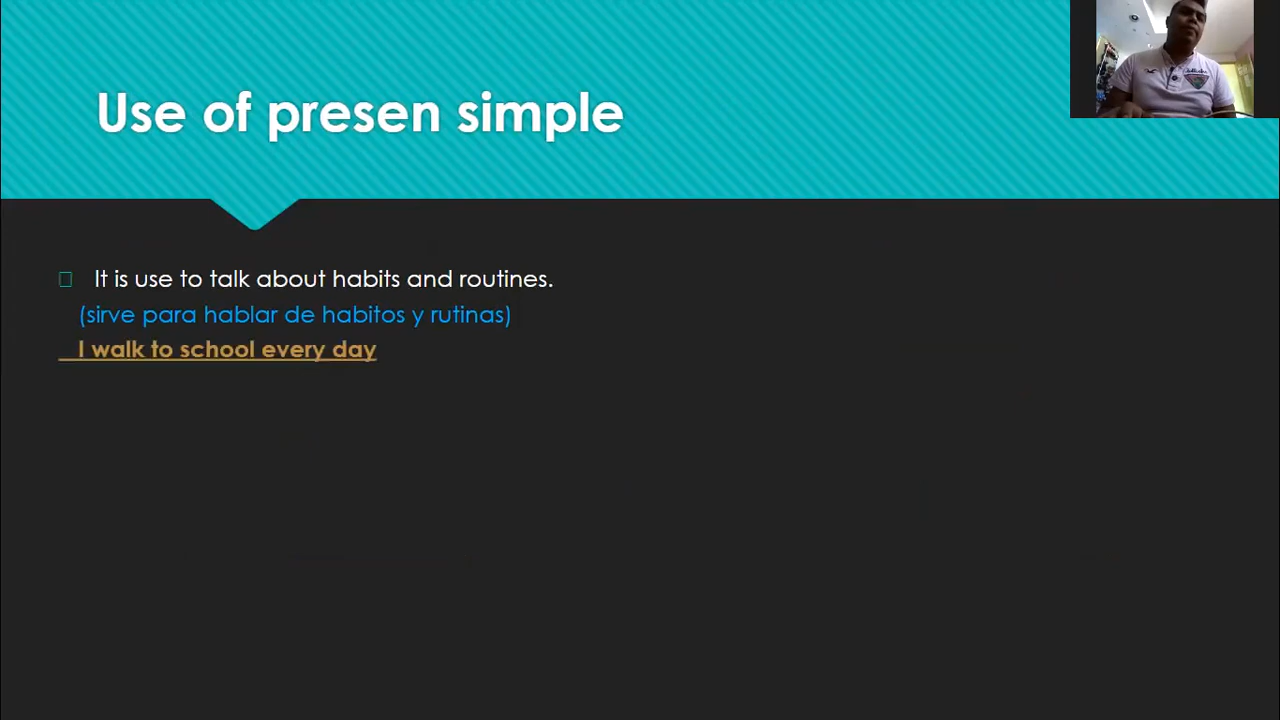 Use of presen simple
It is use to talk about habits and routines.
(sirve para hablar de habitos y rutinas)
I walk to school every day